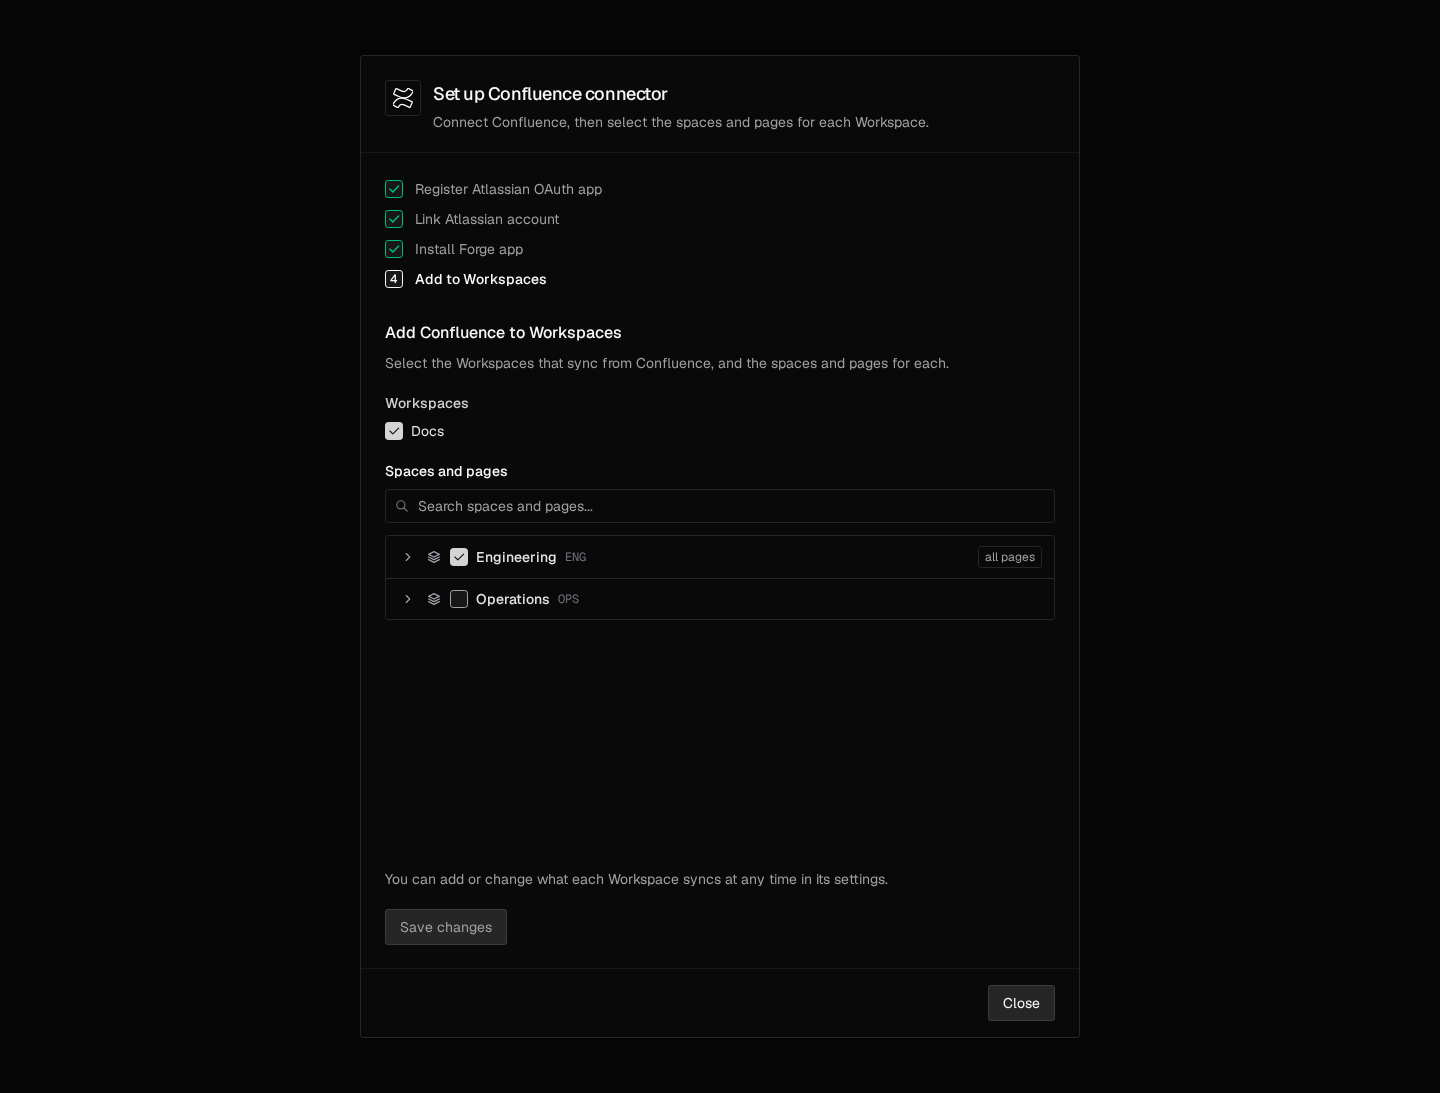 Set up Confluence connector
Connect Confluence, then select the spaces and pages for each Workspace.
Register Atlassian OAuth app
Link Atlassian account
Install Forge app
4 Add to Workspaces
Add Confluence to Workspaces
Select the Workspaces that sync from Confluence, and the spaces and pages for each.
Workspaces
Docs
Spaces and pages
Search spaces and pages...
Engineering ENG all pages
Operations OPS
You can add or change what each Workspace syncs at any time in its settings.
Save changes
Close